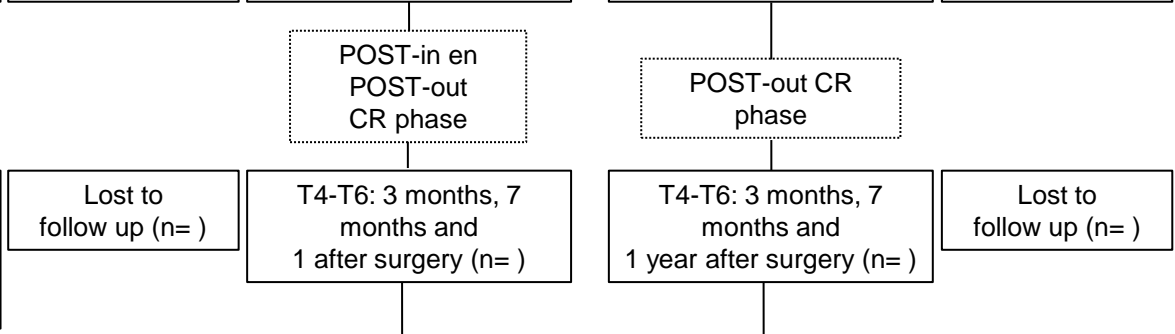 POST-in en
POST-out
CR phase
POST-out CR
phase
Lost to
follow up (n= )
T4-T6: 3 months, 7
months and
1 after surgery (n= )
T4-T6: 3 months, 7
months and
1 year after surgery (n= )
Lost to
follow up (n= )